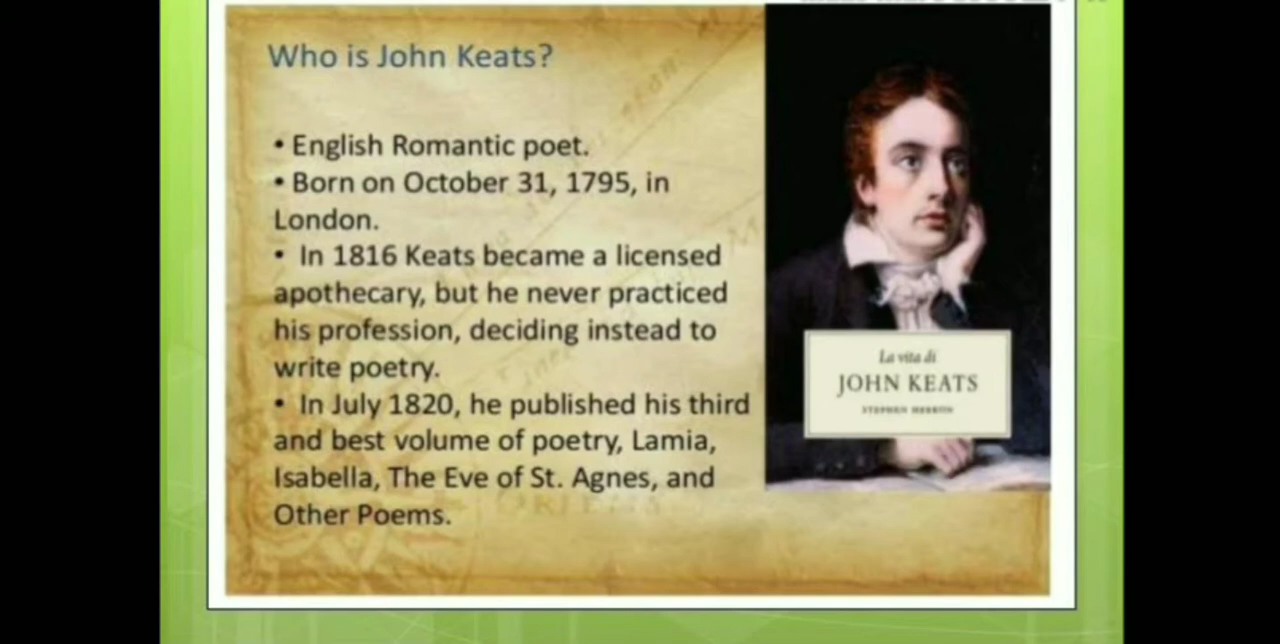 Who is John Keats?
• English Romantic poet.
• Born on October 31, 1795, in
London.
• In 1816 Keats became a licensed
apothecary, but he never practiced
his profession, deciding instead to
write poetry.
• In July 1820, he published his third
and best volume of poetry, Lamia,
Isabella, The Eve of St. Agnes, and
Other Poems.
La vita di
JOHN KEATS
STEPHEN HEBRON